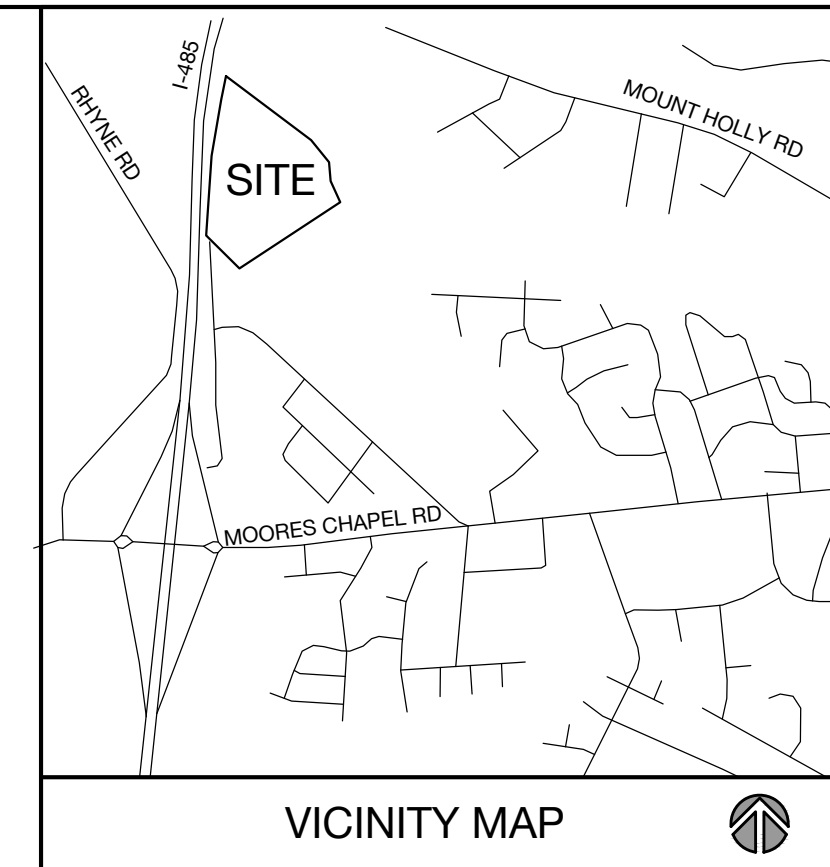 I-485
RHYNE RD
MOUNT HOLLY RD
SITE
MOORES CHAPEL RD
VICINITY MAP